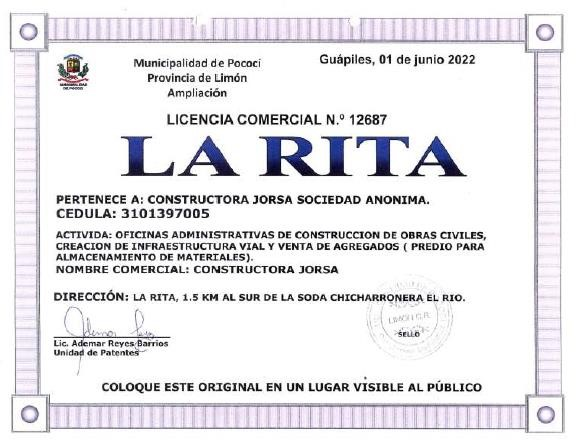 Municipalidad de Pococí
Provincia de Limón
Ampliación
Guápiles, 01 de junio 2022
MUNICIPALIDAD
DE POCOCI
LICENCIA COMERCIAL N.º 12687
LA RITA
PERTENECE A: CONSTRUCTORA JORSA SOCIEDAD ANONIMA.
CEDULA: 3101397005
ACTIVIDA: OFICINAS ADMINISTRATIVAS DE CONSTRUCCION DE OBRAS CIVILES,
CREACION DE INFRAESTRUCTURA VIAL Y VENTA DE AGREGADOS ( PREDIO PARA
ALMACENAMIENTO DE MATERIALES).
NOMBRE COMERCIAL: CONSTRUCTORA JORSA
DIRECCIÓN: LA RITA, 1.5 KM AL SUR DE LA SODA CHICHARRONERA EL RIO.
LIMON C.R.
SELLO
Lic. Ademar Reyes Barrios
Unidad de Patentes
COLOQUE ESTE ORIGINAL EN UN LUGAR VISIBLE AL PÚBLICO